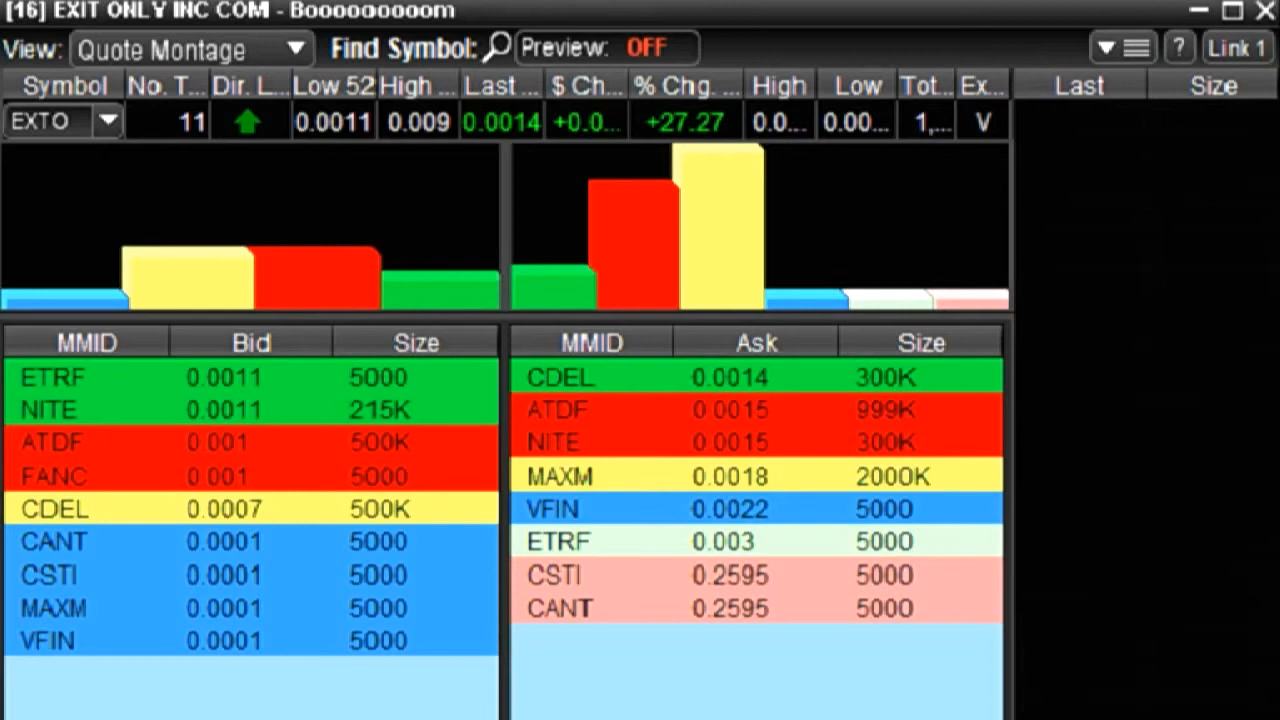 [16] EXIT ONLY INC COM - Booooooooom
View: Quote Montage Find Symbol: Preview: OFF ? Link 1
Symbol No. T... Dir. L... Low 52 High ... Last ... $ Ch... % Chg. ... High Low Tot... Ex... Last Size
EXTO 11 0.0011 0.009 0.0014 +0.0... +27.27 0.0... 0.00... 1,... V
MMID Bid Size MMID Ask Size
ETRF 0.0011 5000 CDEL 0.0014 300K
NITE 0.0011 215K ATDF 0.0015 999K
ATDF 0.001 500K NITE 0.0015 300K
FANC 0.001 5000 MAXM 0.0018 2000K
CDEL 0.0007 500K VFIN 0.0022 5000
CANT 0.0001 5000 ETRF 0.003 5000
CSTI 0.0001 5000 CSTI 0.2595 5000
MAXM 0.0001 5000 CANT 0.2595 5000
VFIN 0.0001 5000